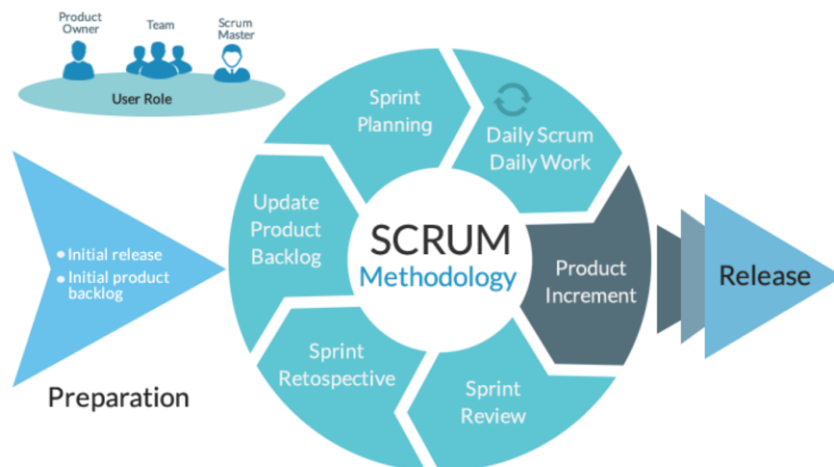 Product
Owner
Team
Scrum
Master
User Role
Sprint
Planning
Daily Scrum
Daily Work
Update
Product
Backlog
SCRUM
Methodology
Product
Increment
Release
• Initial release
• Initial product
backlog
Sprint
Retospective
Sprint
Review
Preparation